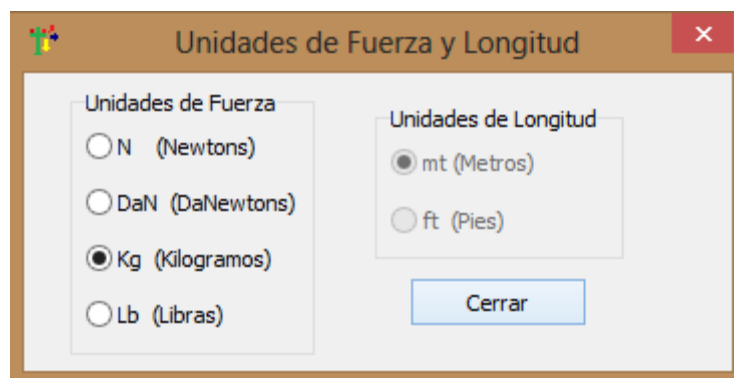 Unidades de Fuerza y Longitud
Unidades de Fuerza
N (Newtons)
DaN (DaNewtons)
Kg (Kilogramos)
Lb (Libras)
Unidades de Longitud
mt (Metros)
ft (Pies)
Cerrar